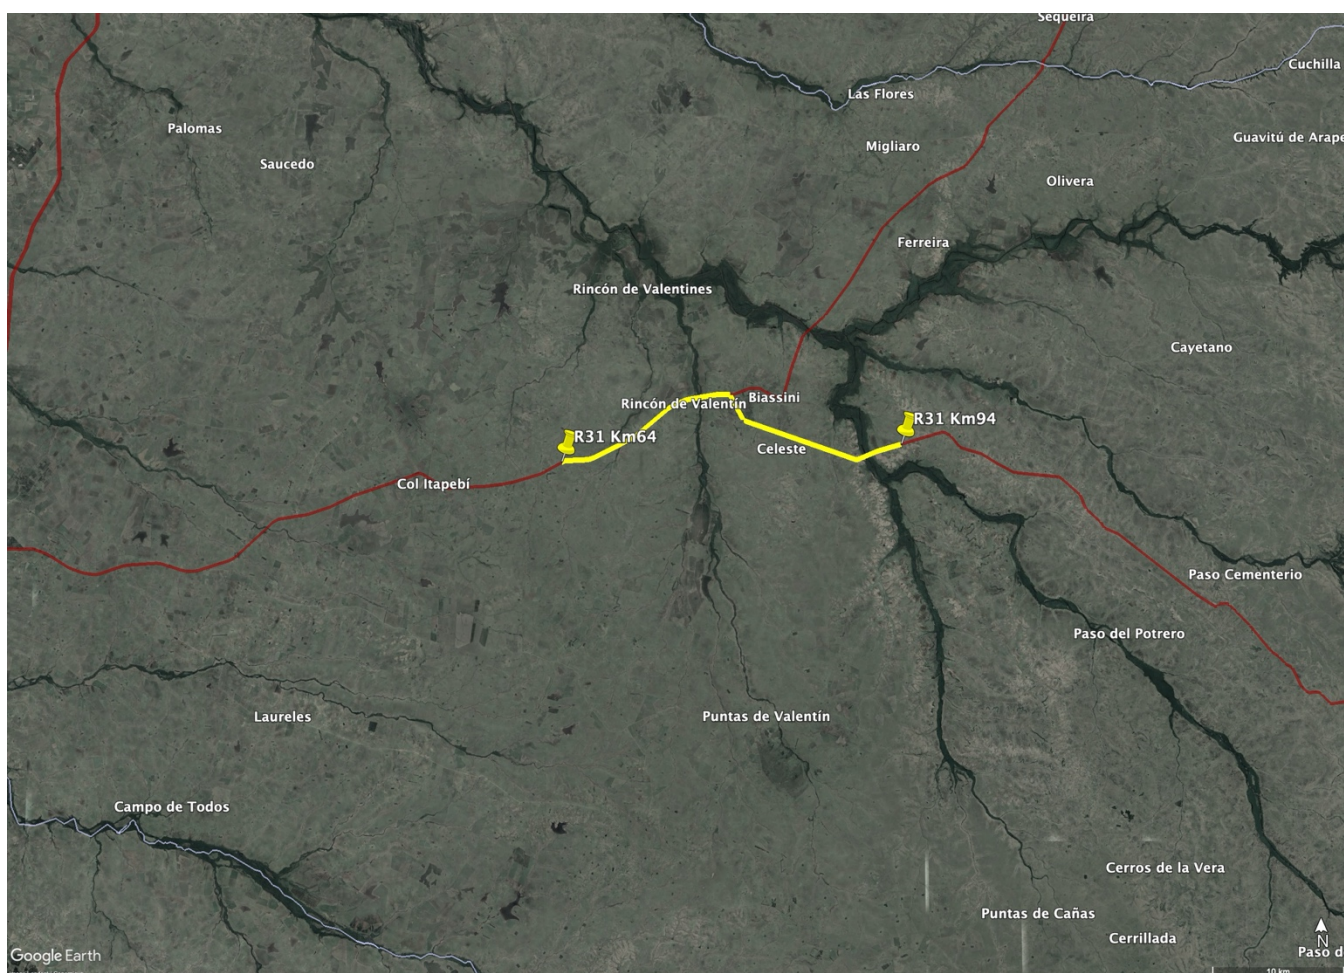 Sequeira
Cuchilla
Las Flores
Palomas
Guavitú de Arape
Migliaro
Saucedo
Olivera
Ferreira
Rincón de Valentines
Cayetano
Biassini
Rincón de Valentín
R31 Km94
R31 Km64
Celeste
Col Itapebí
Paso Cementerio
Paso del Potrero
Laureles
Puntas de Valentín
Campo de Todos
Cerros de la Vera
Puntas de Cañas
Cerrillada
N
Paso d
Google Earth
10 km